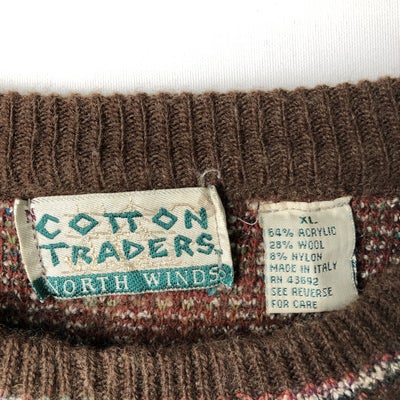 COTTON
TRADERS
NORTH WINDS
XL
64% ACRYLIC
28% WOOL
8% NYLON
MADE IN ITALY
RN 43692
SEE REVERSE
FOR CARE